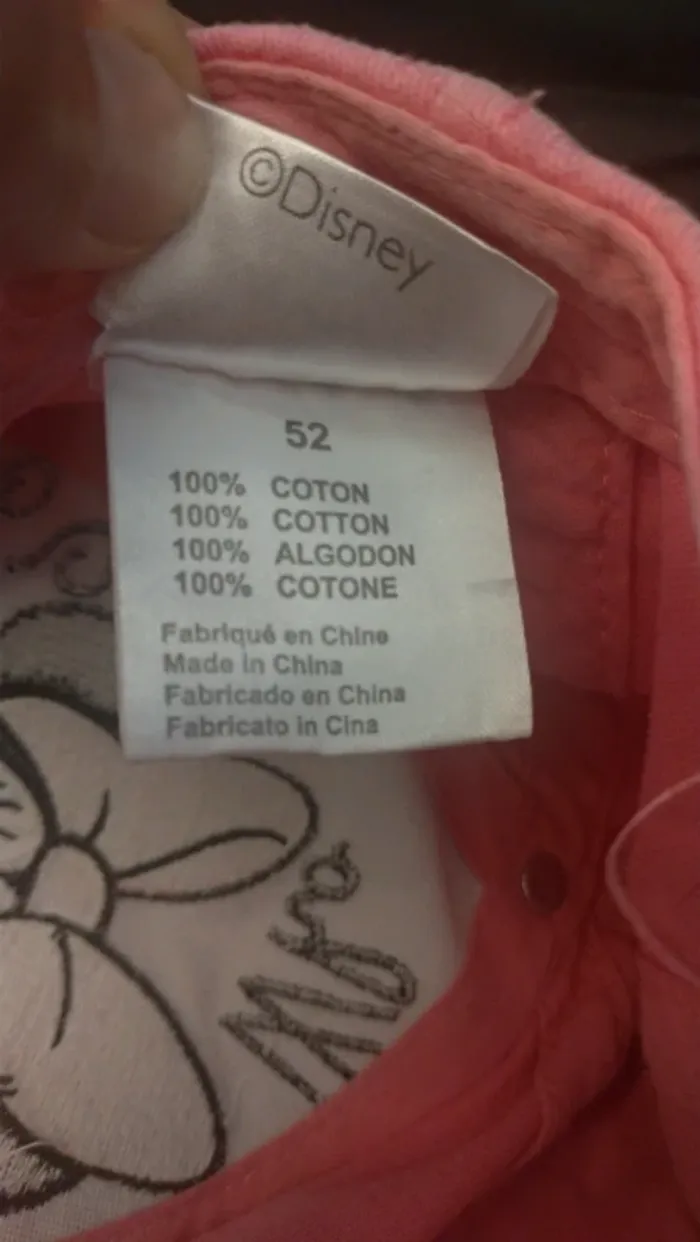 ©Disney
52
100% COTON
100% COTTON
100% ALGODON
100% COTONE
Fabriqué en Chine
Made in China
Fabricado en China
Fabricato in Cina